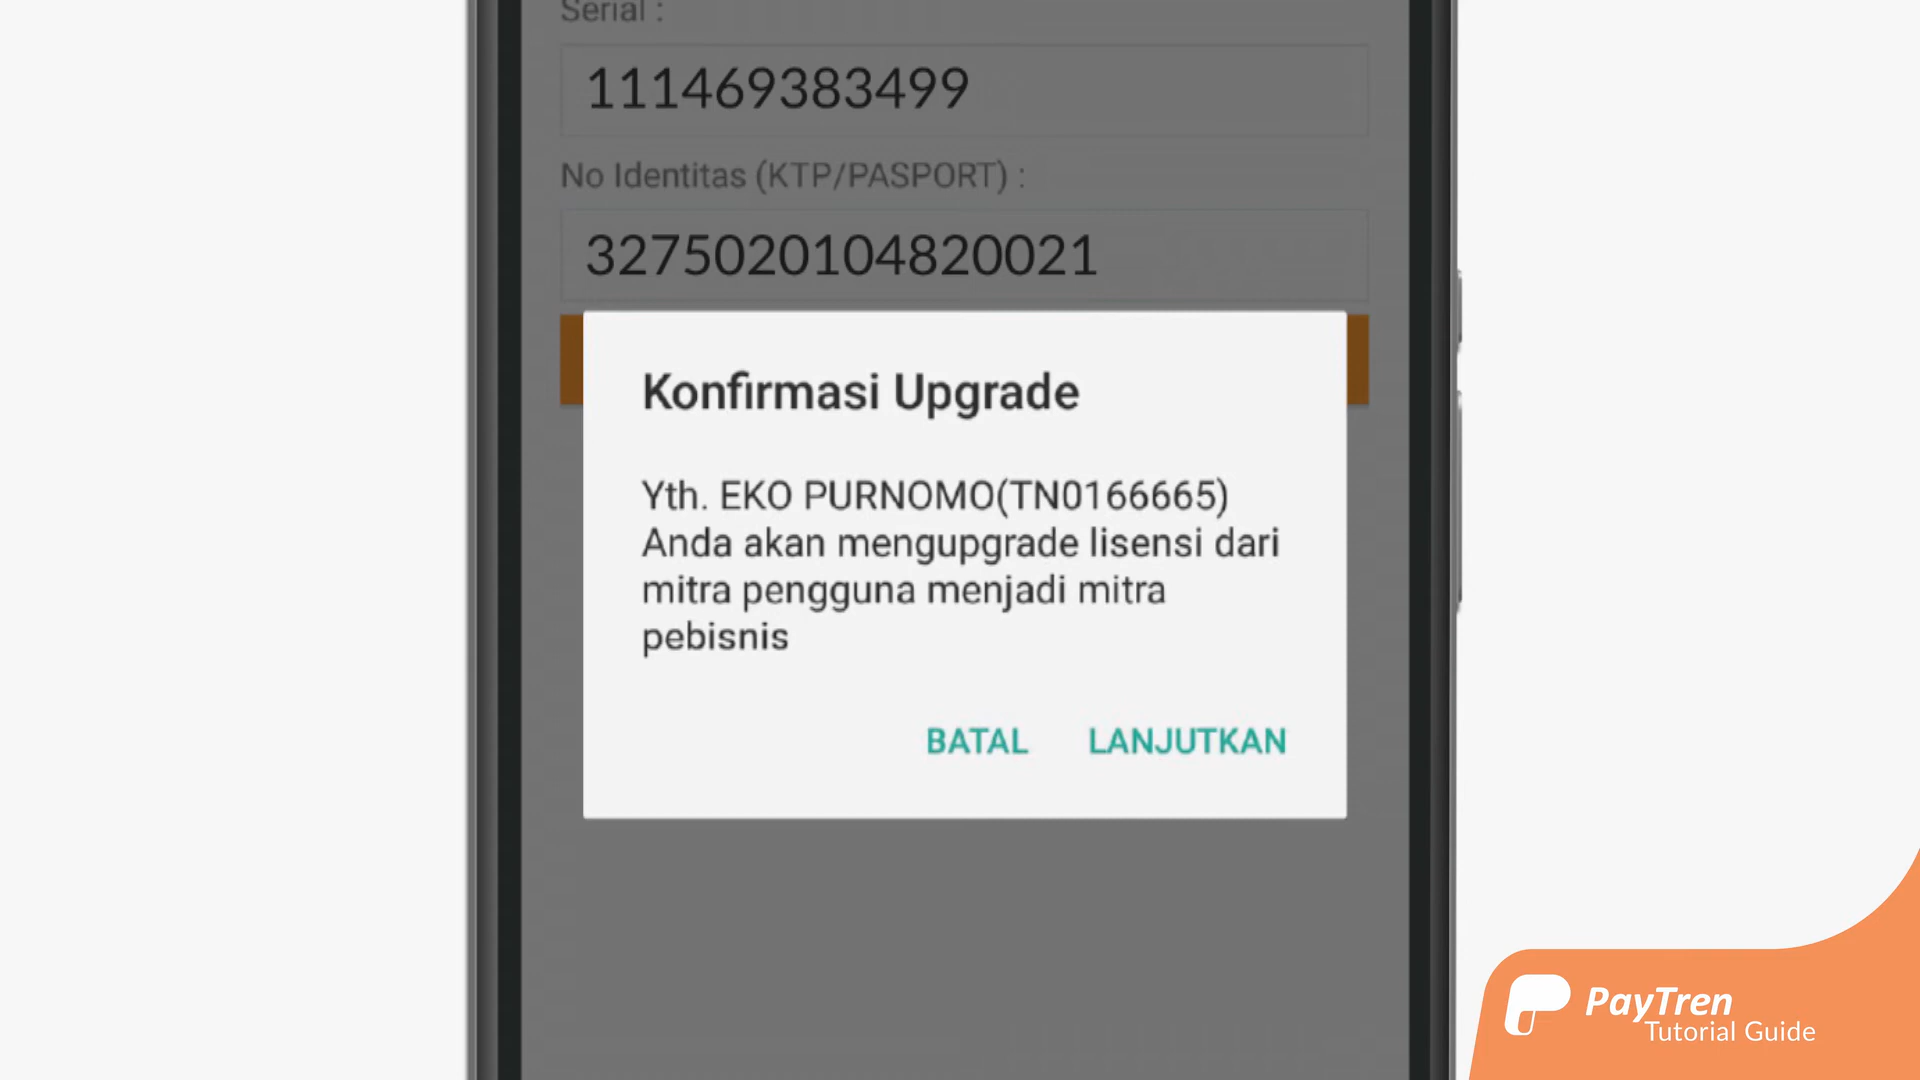 Serial :
111469383499
No Identitas (KTP/PASPORT) :
3275020104820021
Konfirmasi Upgrade
Yth. EKO PURNOMO(TN0166665)
Anda akan mengupgrade lisensi dari
mitra pengguna menjadi mitra
pebisnis
BATAL LANJUTKAN
PayTren
Tutorial Guide